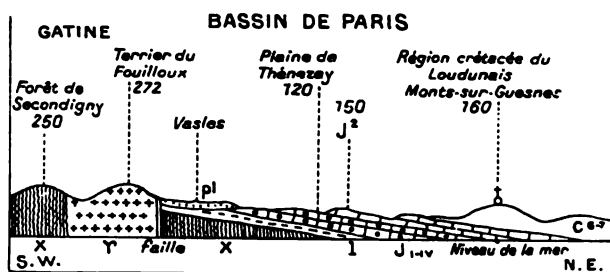 BASSIN DE PARIS
GATINE
Terrier du
Fouilloux
272
Plaine de
Thénezay
120
Région crétacée du
Loudunais
Monts-sur-Guesnes
160
Forêt de
Secondigny
250
Vasles
150
J²
pl
C 6-7
X
ϒ
faille
X
l
J I-IV
Niveau de la mer
S.W.
N.E.